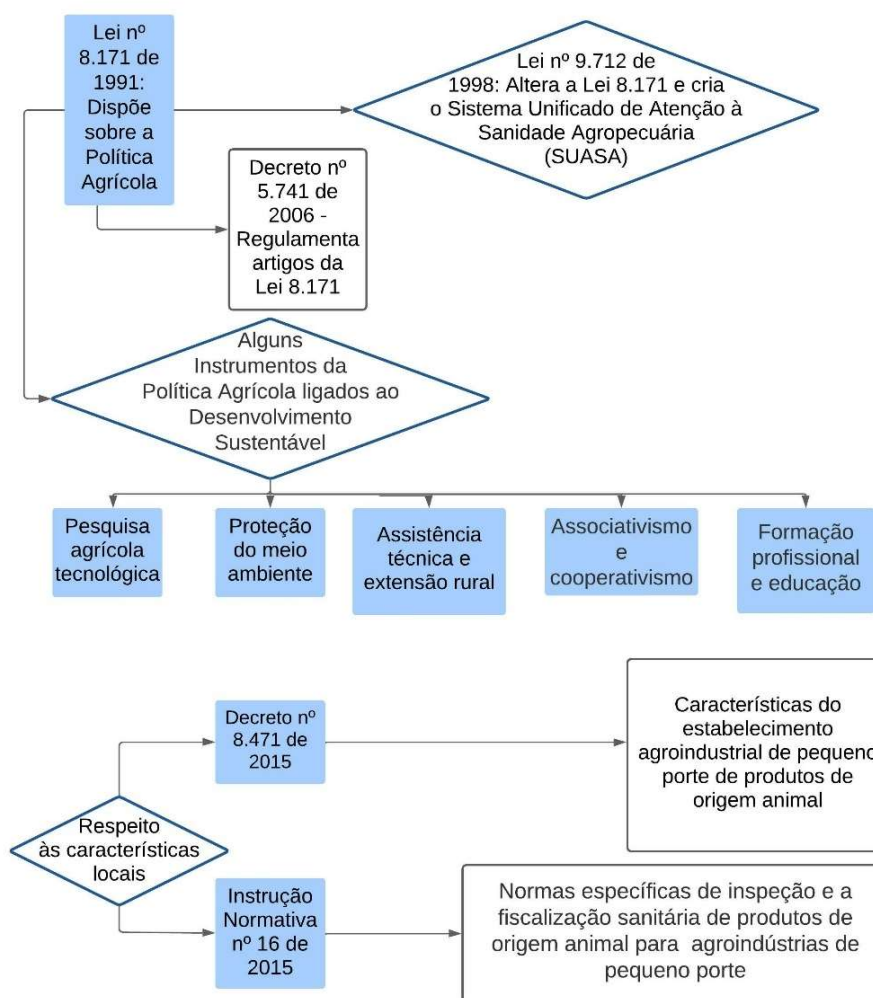 Lei nº
8.171 de
1991:
Dispõe
sobre a
Política
Agrícola
Lei nº 9.712 de
1998: Altera a Lei 8.171 e cria
o Sistema Unificado de Atenção à
Sanidade Agropecuária
(SUASA)
Decreto nº
5.741 de
2006 -
Regulamenta
artigos da
Lei 8.171
Alguns
Instrumentos da
Política Agrícola ligados ao
Desenvolvimento
Sustentável
Pesquisa
agrícola
tecnológica
Proteção
do meio
ambiente
Assistência
técnica e
extensão rural
Associativismo
e
cooperativismo
Formação
profissional
e educação
Decreto nº
8.471 de
2015
Características do
estabelecimento
agroindustrial de pequeno
porte de produtos de
origem animal
Respeito
às características
locais
Instrução
Normativa
nº 16 de
2015
Normas específicas de inspeção e a
fiscalização sanitária de produtos de
origem animal para agroindústrias de
pequeno porte